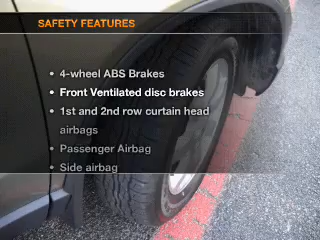 SAFETY FEATURES
• 4-wheel ABS Brakes
• Front Ventilated disc brakes
• 1st and 2nd row curtain head
airbags
• Passenger Airbag
• Side airbag